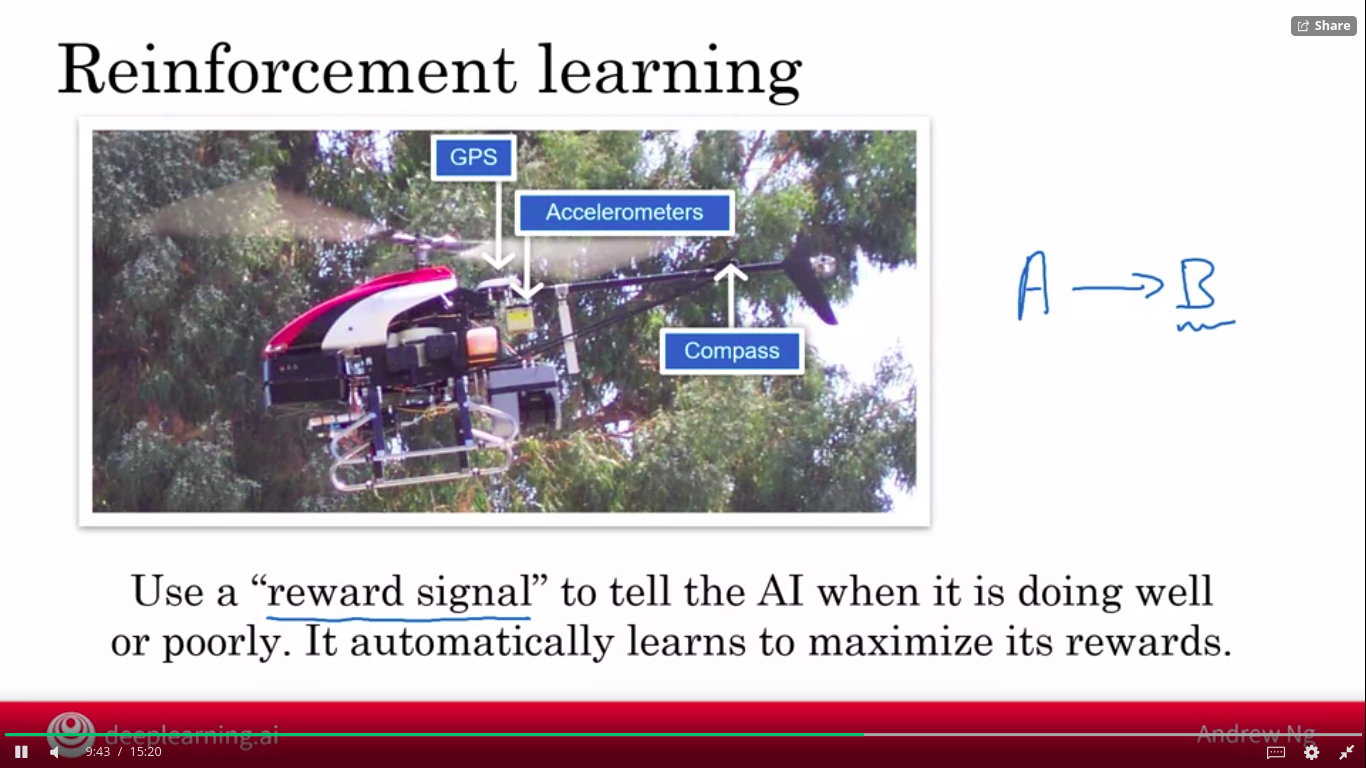 Share
Reinforcement learning
GPS
Accelerometers
Compass
A → B
Use a “reward signal” to tell the AI when it is doing well
or poorly. It automatically learns to maximize its rewards.
deeplearning.ai
Andrew Ng
9:43 / 15:20